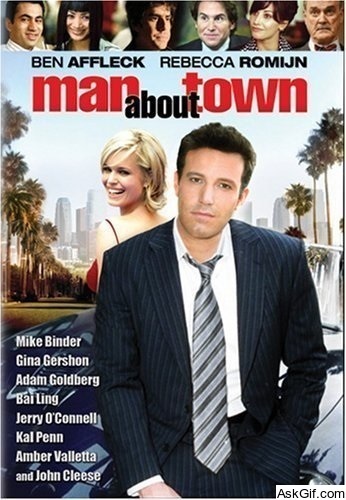 BEN AFFLECK REBECCA ROMIJN
man about town
Mike Binder
Gina Gershon
Adam Goldberg
Bai Ling
Jerry O'Connell
Kal Penn
Amber Valletta
and John Cleese
AskGif.com